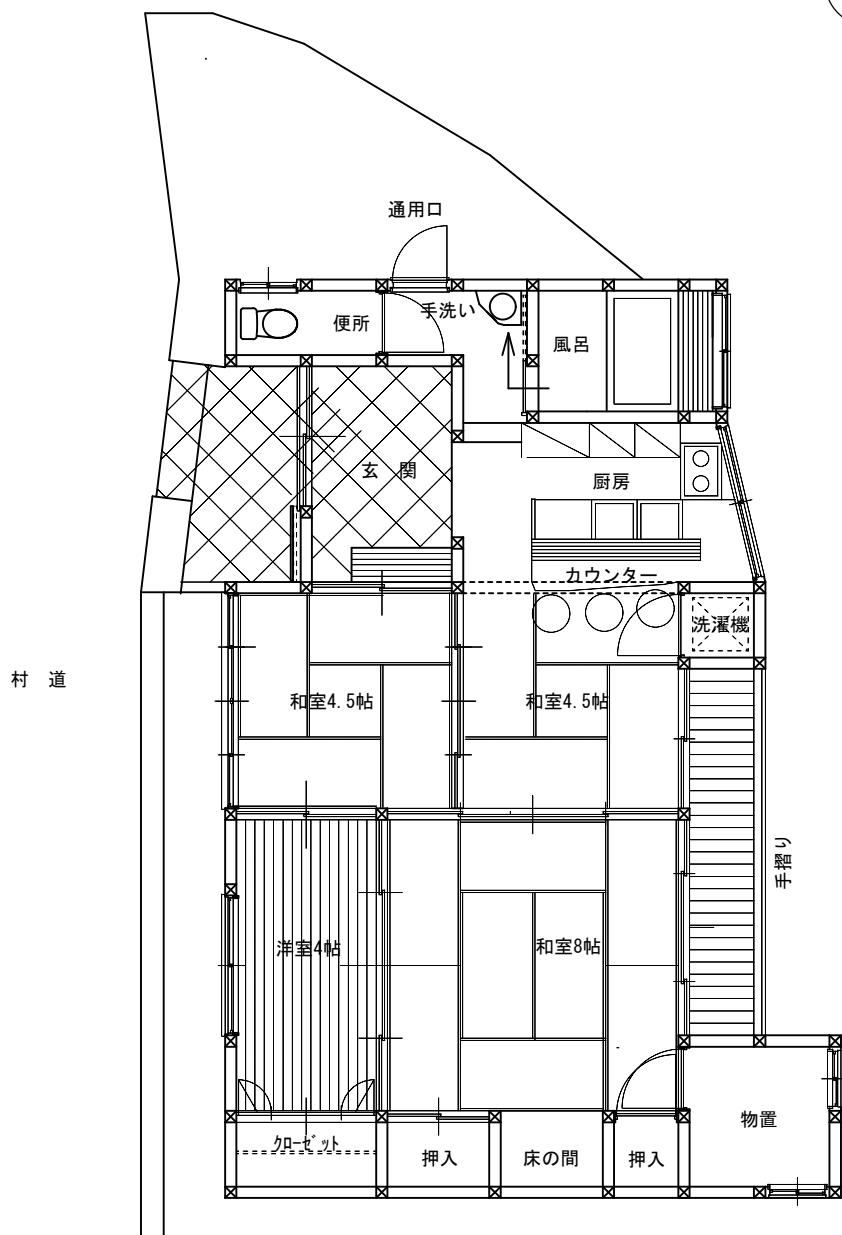 通用口
手洗い
便所
風呂
玄　関
厨房
カウンター
洗濯機
村　道
和室4.5帖
和室4.5帖
手摺り
洋室4帖
和室8帖
物置
ｸﾛｰｾﾞｯﾄ
押入
床の間
押入